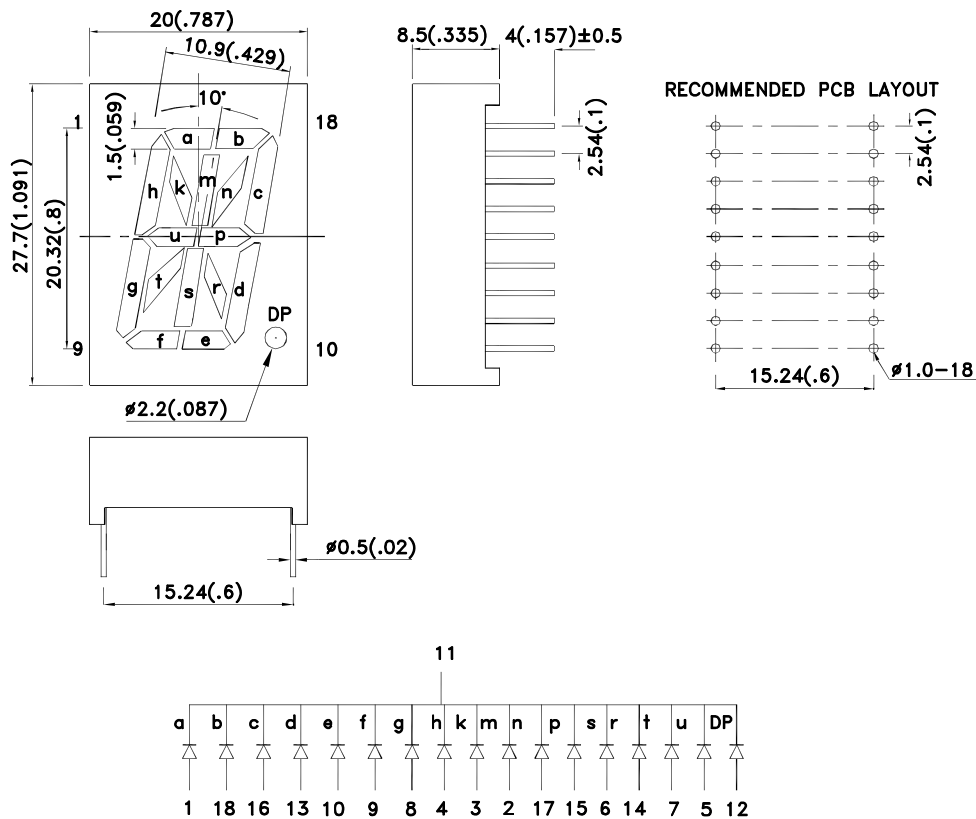 20(.787)
10.9(.429)
10°
1
18
1.5(.059)
27.7(1.091)
20.32(.8)
a b
h k m n c
u p
g t s r d
f e
DP
9
10
ø2.2(.087)
8.5(.335)
4(.157)±0.5
2.54(.1)
RECOMMENDED PCB LAYOUT
2.54(.1)
15.24(.6)
ø1.0-18
ø0.5(.02)
15.24(.6)
11
a b c d e f g h k m n p s r t u DP
1 18 16 13 10 9 8 4 3 2 17 15 6 14 7 5 12